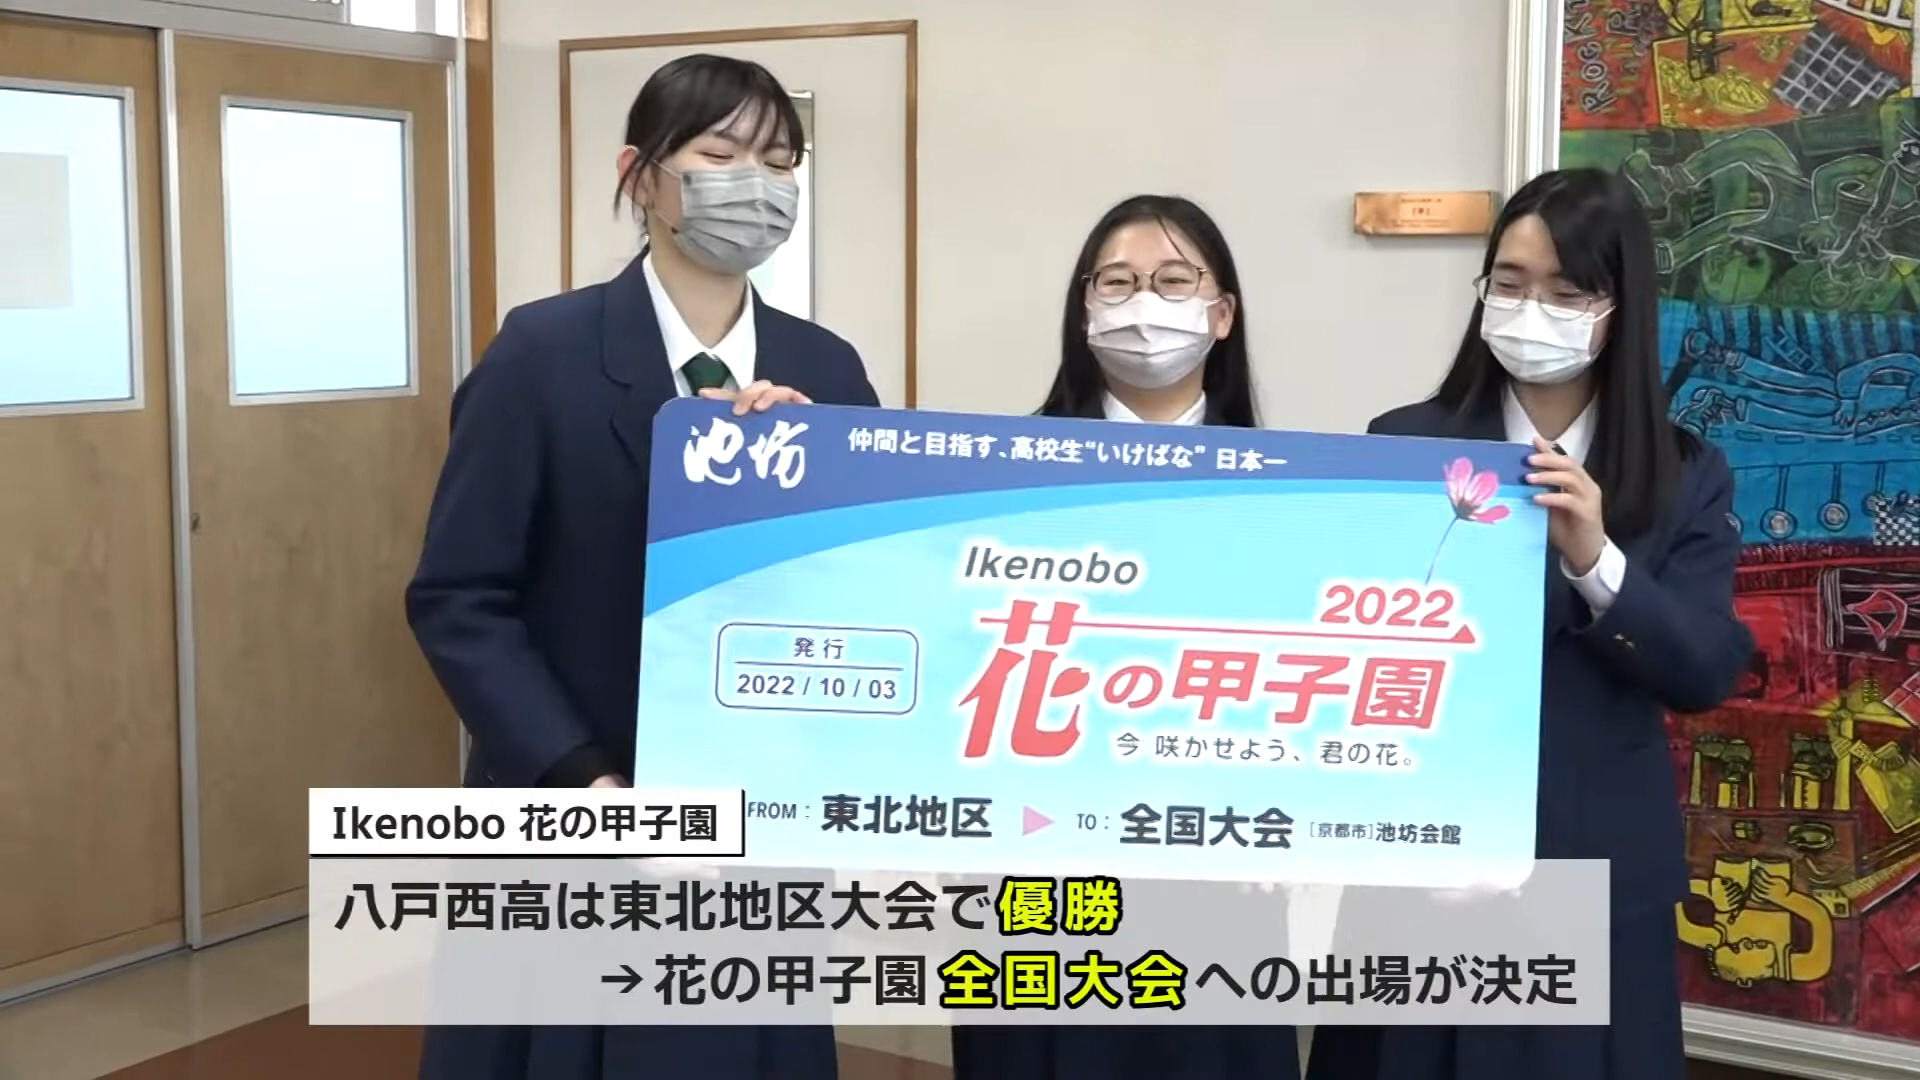 池坊
仲間と目指す、高校生“いけばな”日本一
Ikenobo
2022
花の甲子園
今 咲かせよう、君の花。
発行
2022 / 10 / 03
FROM : 東北地区 ▶ TO : 全国大会 [京都市]池坊会館
Ikenobo 花の甲子園
八戸西高は東北地区大会で優勝
→花の甲子園 全国大会への出場が決定